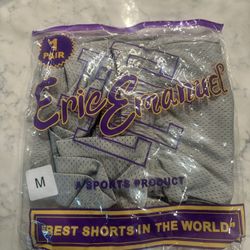 1
PAIR
Eric Emanuel
M
A SPORTS PRODUCT
"BEST SHORTS IN THE WORLD"